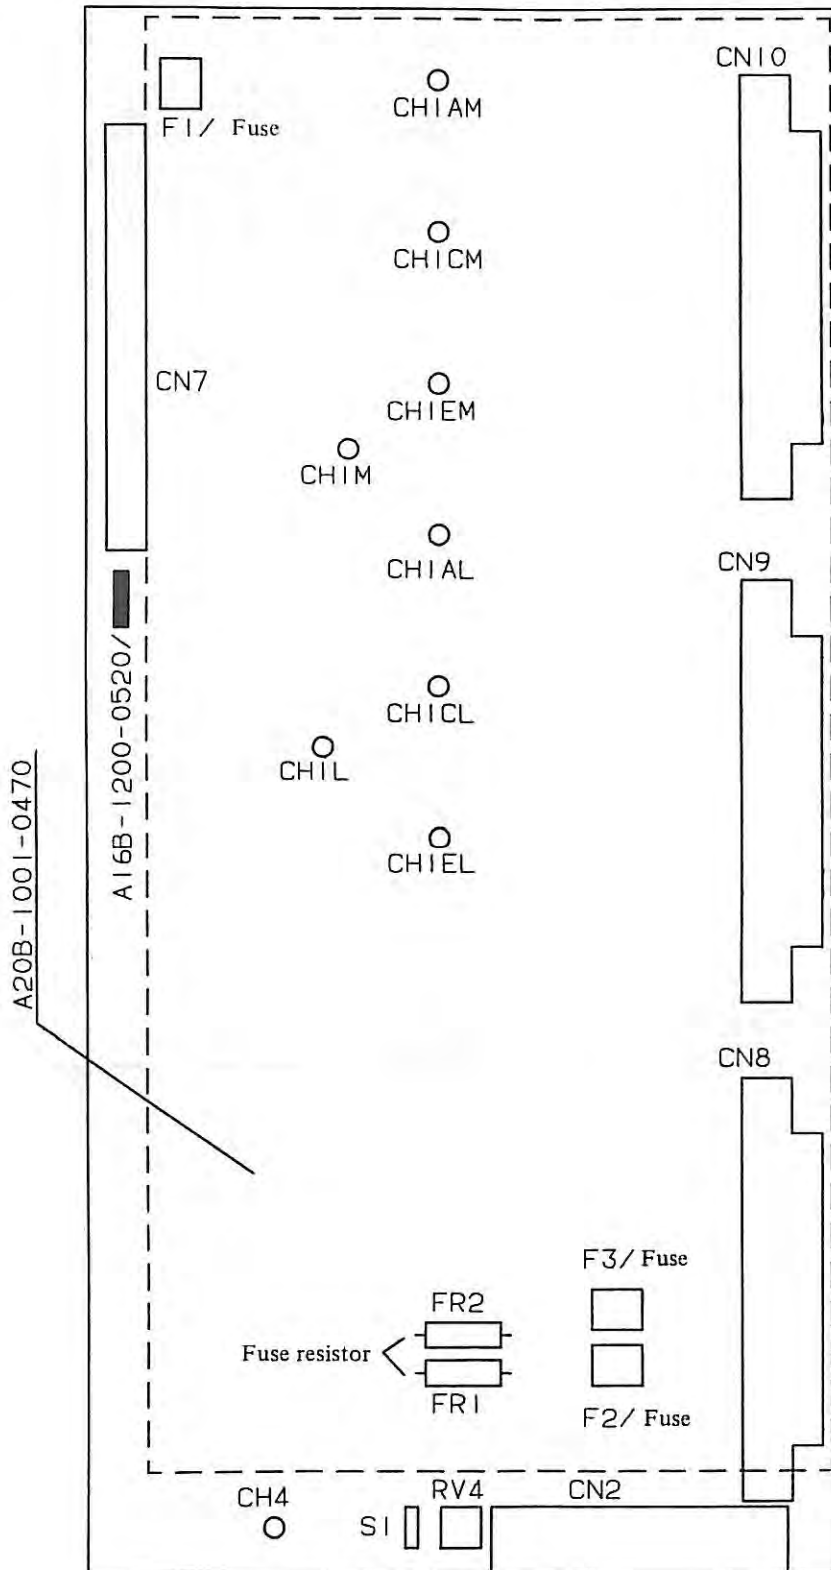 CN10
CH1AM
F1/ Fuse
CH1CM
CN7
CH1EM
CH1M
CH1AL
CN9
A16B-1200-0520/
CH1CL
CH1L
A20B-1001-0470
CH1EL
CN8
F3/ Fuse
FR2
Fuse resistor
FR1
F2/ Fuse
CH4
S1
RV4
CN2